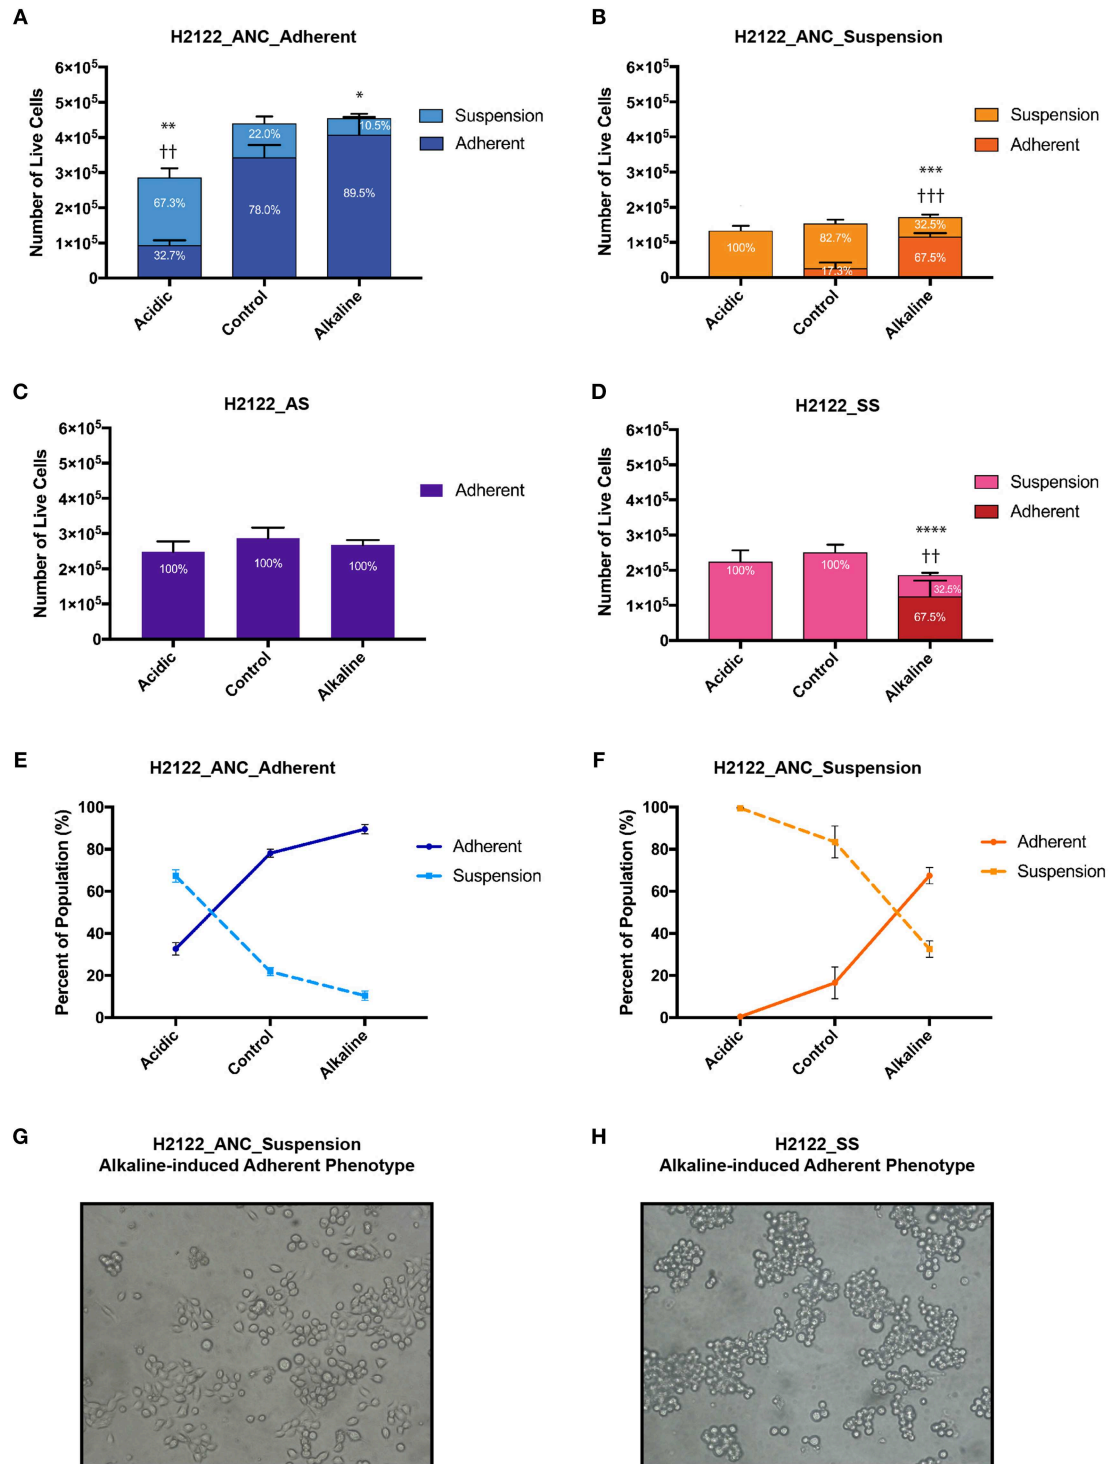 A
H2122_ANC_Adherent
Number of Live Cells
6×10⁵
5×10⁵
4×10⁵
3×10⁵
2×10⁵
1×10⁵
0
**
††
67.3%
32.7%
22.0%
78.0%
*
10.5%
89.5%
Acidic
Control
Alkaline
Suspension
Adherent
B
H2122_ANC_Suspension
Number of Live Cells
6×10⁵
5×10⁵
4×10⁵
3×10⁵
2×10⁵
1×10⁵
0
100%
82.7%
17.3%
***
†††
32.5%
67.5%
Acidic
Control
Alkaline
Suspension
Adherent
C
H2122_AS
Number of Live Cells
6×10⁵
5×10⁵
4×10⁵
3×10⁵
2×10⁵
1×10⁵
0
100%
100%
100%
Acidic
Control
Alkaline
Adherent
D
H2122_SS
Number of Live Cells
6×10⁵
5×10⁵
4×10⁵
3×10⁵
2×10⁵
1×10⁵
0
100%
100%
****
††
32.5%
67.5%
Acidic
Control
Alkaline
Suspension
Adherent
E
H2122_ANC_Adherent
Percent of Population (%)
100
80
60
40
20
0
Acidic
Control
Alkaline
Adherent
Suspension
F
H2122_ANC_Suspension
Percent of Population (%)
100
80
60
40
20
0
Acidic
Control
Alkaline
Adherent
Suspension
G
H2122_ANC_Suspension
Alkaline-induced Adherent Phenotype
H
H2122_SS
Alkaline-induced Adherent Phenotype